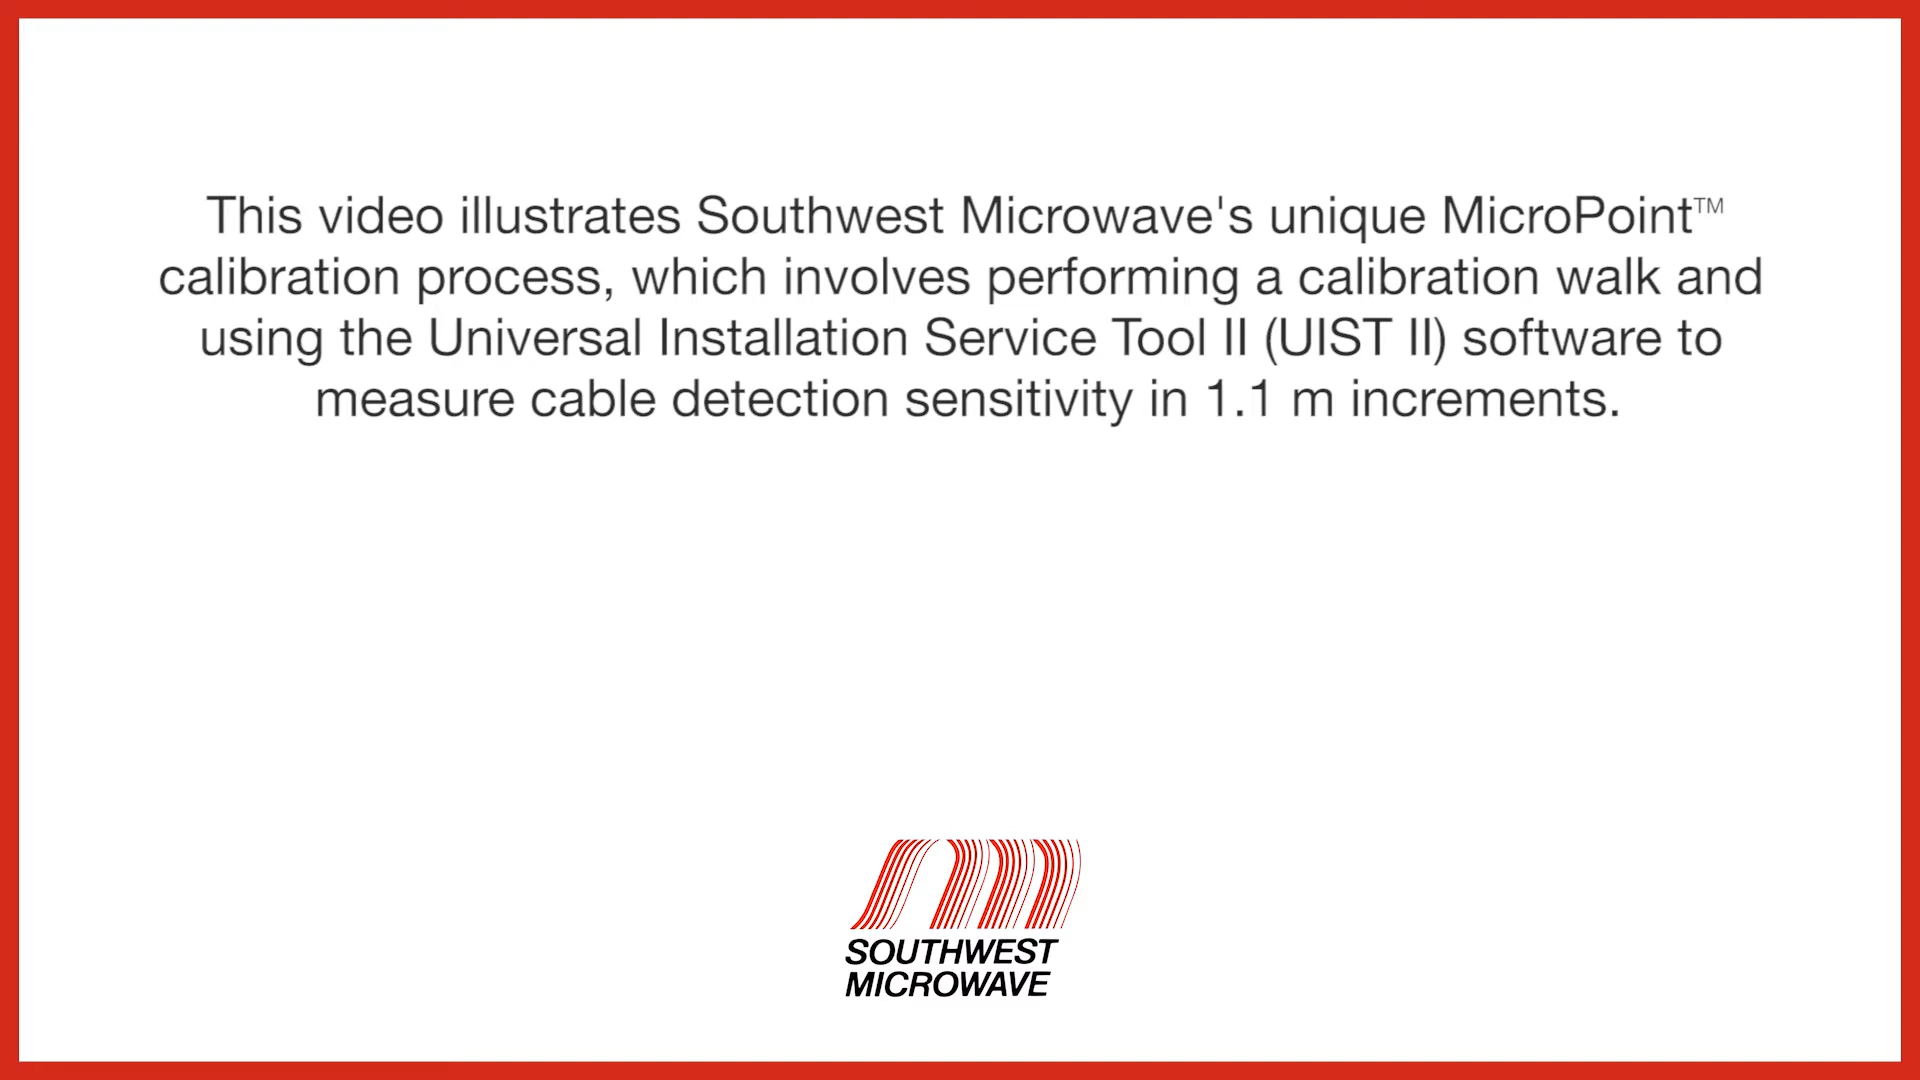 This video illustrates Southwest Microwave's unique MicroPoint™
calibration process, which involves performing a calibration walk and
using the Universal Installation Service Tool II (UIST II) software to
measure cable detection sensitivity in 1.1 m increments.
SOUTHWEST
MICROWAVE